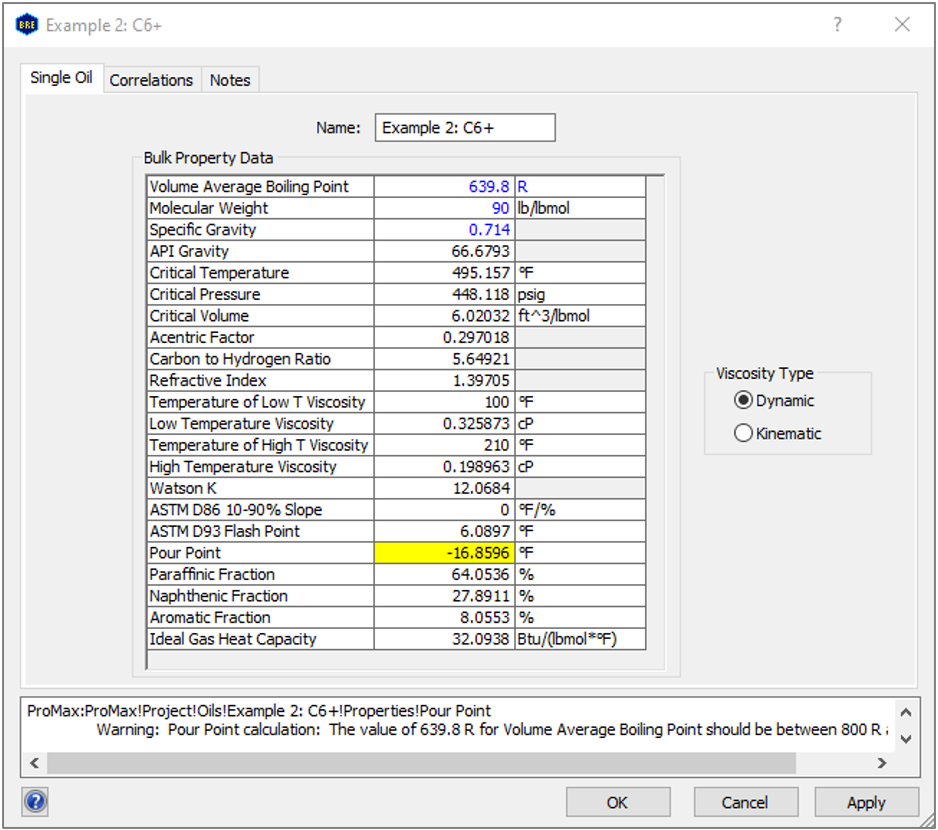 BRE Example 2: C6+ ?
Single Oil Correlations Notes
Name: Example 2: C6+
Bulk Property Data
Volume Average Boiling Point 639.8 R
Molecular Weight 90 lb/lbmol
Specific Gravity 0.714
API Gravity 66.6793
Critical Temperature 495.157 °F
Critical Pressure 448.118 psig
Critical Volume 6.02032 ft^3/lbmol
Acentric Factor 0.297018
Carbon to Hydrogen Ratio 5.64921
Refractive Index 1.39705
Temperature of Low T Viscosity 100 °F
Low Temperature Viscosity 0.325873 cP
Temperature of High T Viscosity 210 °F
High Temperature Viscosity 0.198963 cP
Watson K 12.0684
ASTM D86 10-90% Slope 0 °F/%
ASTM D93 Flash Point 6.0897 °F
Pour Point -16.8596 °F
Paraffinic Fraction 64.0536 %
Naphthenic Fraction 27.8911 %
Aromatic Fraction 8.0553 %
Ideal Gas Heat Capacity 32.0938 Btu/(lbmol*°F)
Viscosity Type
Dynamic
Kinematic
ProMax:ProMax!Project!Oils!Example 2: C6+!Properties!Pour Point
Warning: Pour Point calculation: The value of 639.8 R for Volume Average Boiling Point should be between 800 R
? OK Cancel Apply